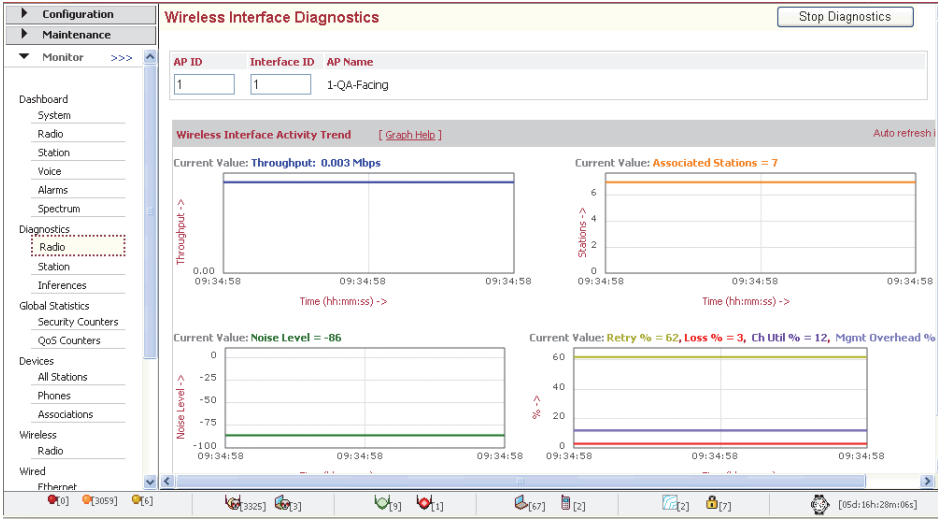 Configuration
Maintenance
Monitor >>>
Dashboard
System
Radio
Station
Voice
Alarms
Spectrum
Diagnostics
Radio
Station
Inferences
Global Statistics
Security Counters
QoS Counters
Devices
All Stations
Phones
Associations
Wireless
Radio
Wired
Ethernet
Wireless Interface Diagnostics
Stop Diagnostics
AP ID Interface ID AP Name
1 1 1-QA-Facing
Wireless Interface Activity Trend [ Graph Help ] Auto refresh i
Current Value: Throughput: 0.003 Mbps
Throughput ->
0.00
09:34:58 09:34:58 09:34:58
Time (hh:mm:ss) ->
Current Value: Associated Stations = 7
Stations ->
6
4
2
0
09:34:58 09:34:58 09:34:58
Time (hh:mm:ss) ->
Current Value: Noise Level = -86
Noise Level ->
0
-25
-50
-75
-100
09:34:58 09:34:58 09:34:58
Current Value: Retry % = 62, Loss % = 3, Ch Util % = 12, Mgmt Overhead %
% ->
60
40
20
0
09:34:58 09:34:58 09:34:58
[0] [3059] [6] [3325] [3] [9] [1] [67] [2] [2] [7] [05d:16h:28m:06s]